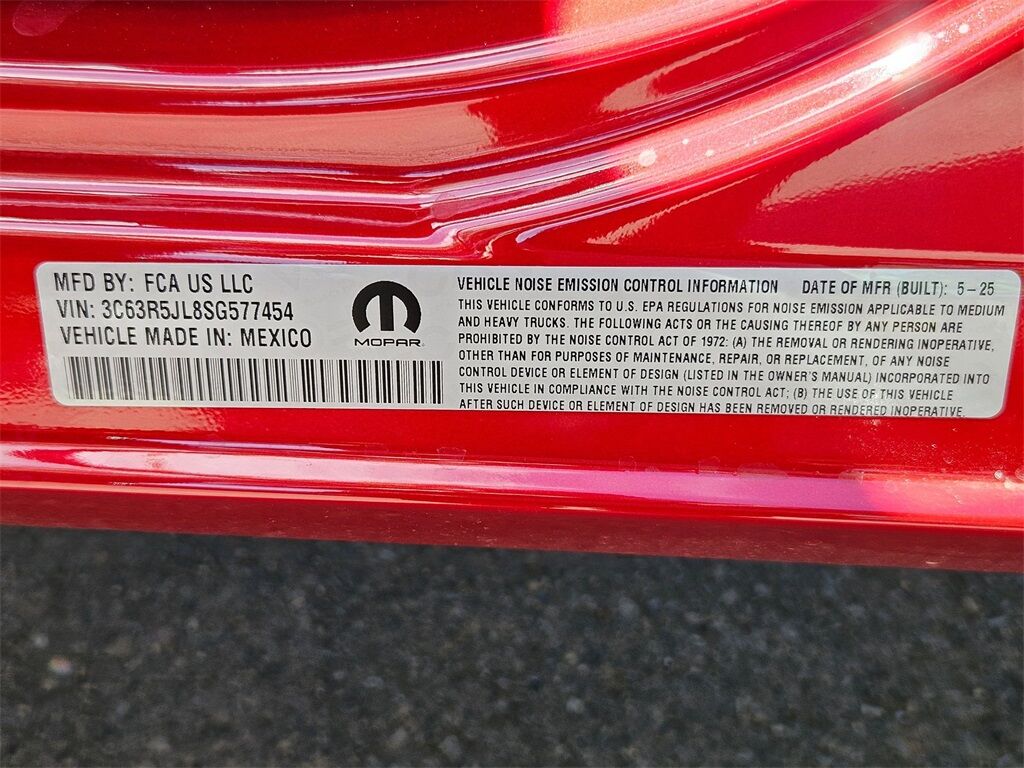 MFD BY: FCA US LLC
VIN: 3C63R5JL8SG577454
VEHICLE MADE IN: MEXICO
MOPAR
VEHICLE NOISE EMISSION CONTROL INFORMATION DATE OF MFR (BUILT): 5-25
THIS VEHICLE CONFORMS TO U.S. EPA REGULATIONS FOR NOISE EMISSION APPLICABLE TO MEDIUM
AND HEAVY TRUCKS. THE FOLLOWING ACTS OR THE CAUSING THEREOF BY ANY PERSON ARE
PROHIBITED BY THE NOISE CONTROL ACT OF 1972: (A) THE REMOVAL OR RENDERING INOPERATIVE,
OTHER THAN FOR PURPOSES OF MAINTENANCE, REPAIR, OR REPLACEMENT, OF ANY NOISE
CONTROL DEVICE OR ELEMENT OF DESIGN (LISTED IN THE OWNER'S MANUAL) INCORPORATED INTO
THIS VEHICLE IN COMPLIANCE WITH THE NOISE CONTROL ACT; (B) THE USE OF THIS VEHICLE
AFTER SUCH DEVICE OR ELEMENT OF DESIGN HAS BEEN REMOVED OR RENDERED INOPERATIVE.